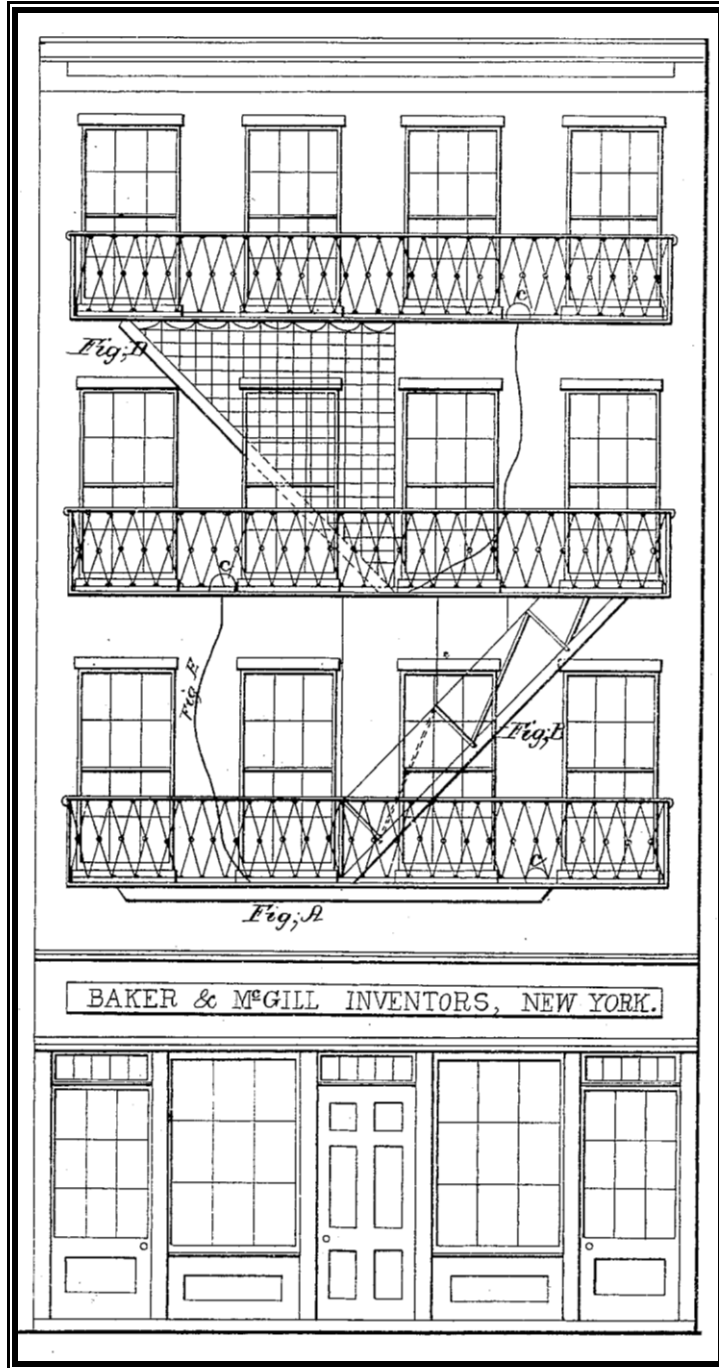 C
Fig; D
C
Fig E
Fig; B
C
Fig; A
BAKER & McGILL INVENTORS, NEW YORK.